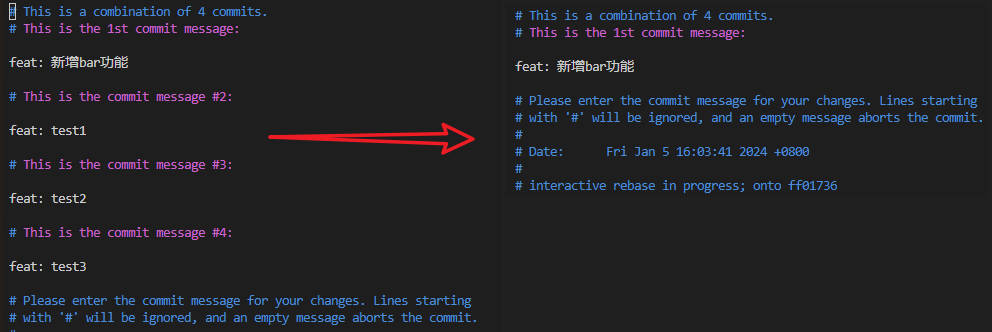 # This is a combination of 4 commits.
# This is the 1st commit message:
feat: 新增bar功能
# This is the commit message #2:
feat: test1
# This is the commit message #3:
feat: test2
# This is the commit message #4:
feat: test3
# Please enter the commit message for your changes. Lines starting
# with '#' will be ignored, and an empty message aborts the commit.
#
# This is a combination of 4 commits.
# This is the 1st commit message:
feat: 新增bar功能
# Please enter the commit message for your changes. Lines starting
# with '#' will be ignored, and an empty message aborts the commit.
#
# Date:      Fri Jan 5 16:03:41 2024 +0800
#
# interactive rebase in progress; onto ff01736